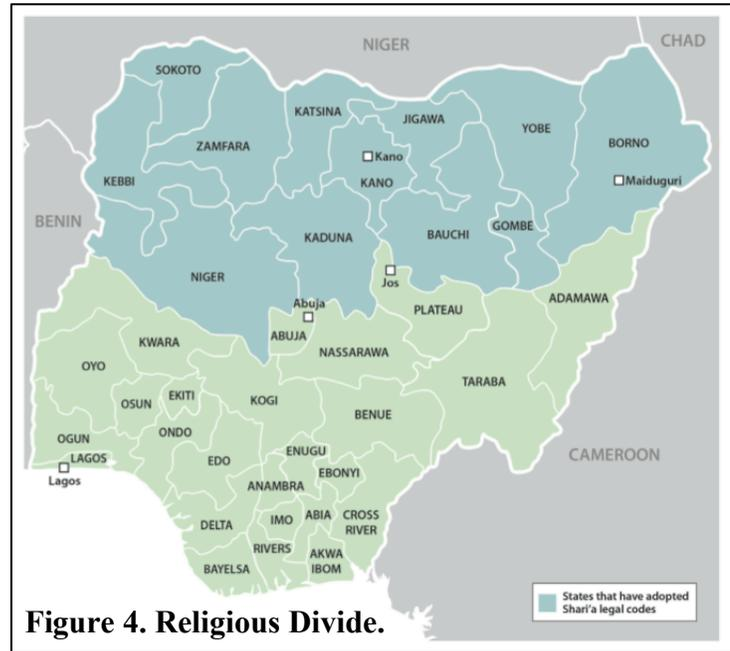 NIGER
CHAD
SOKOTO
KATSINA
JIGAWA
YOBE
BORNO
ZAMFARA
Kano
KEBBI
KANO
Maiduguri
BENIN
GOMBE
KADUNA
BAUCHI
NIGER
Jos
ADAMAWA
Abuja
PLATEAU
ABUJA
KWARA
NASSARAWA
OYO
TARABA
EKITI
OSUN
KOGI
BENUE
ONDO
OGUN
LAGOS
EDO
ENUGU
CAMEROON
Lagos
EBONYI
ANAMBRA
IMO
ABIA
CROSS
RIVER
DELTA
RIVERS
AKWA
IBOM
BAYELSA
States that have adopted
Shari'a legal codes
Figure 4. Religious Divide.